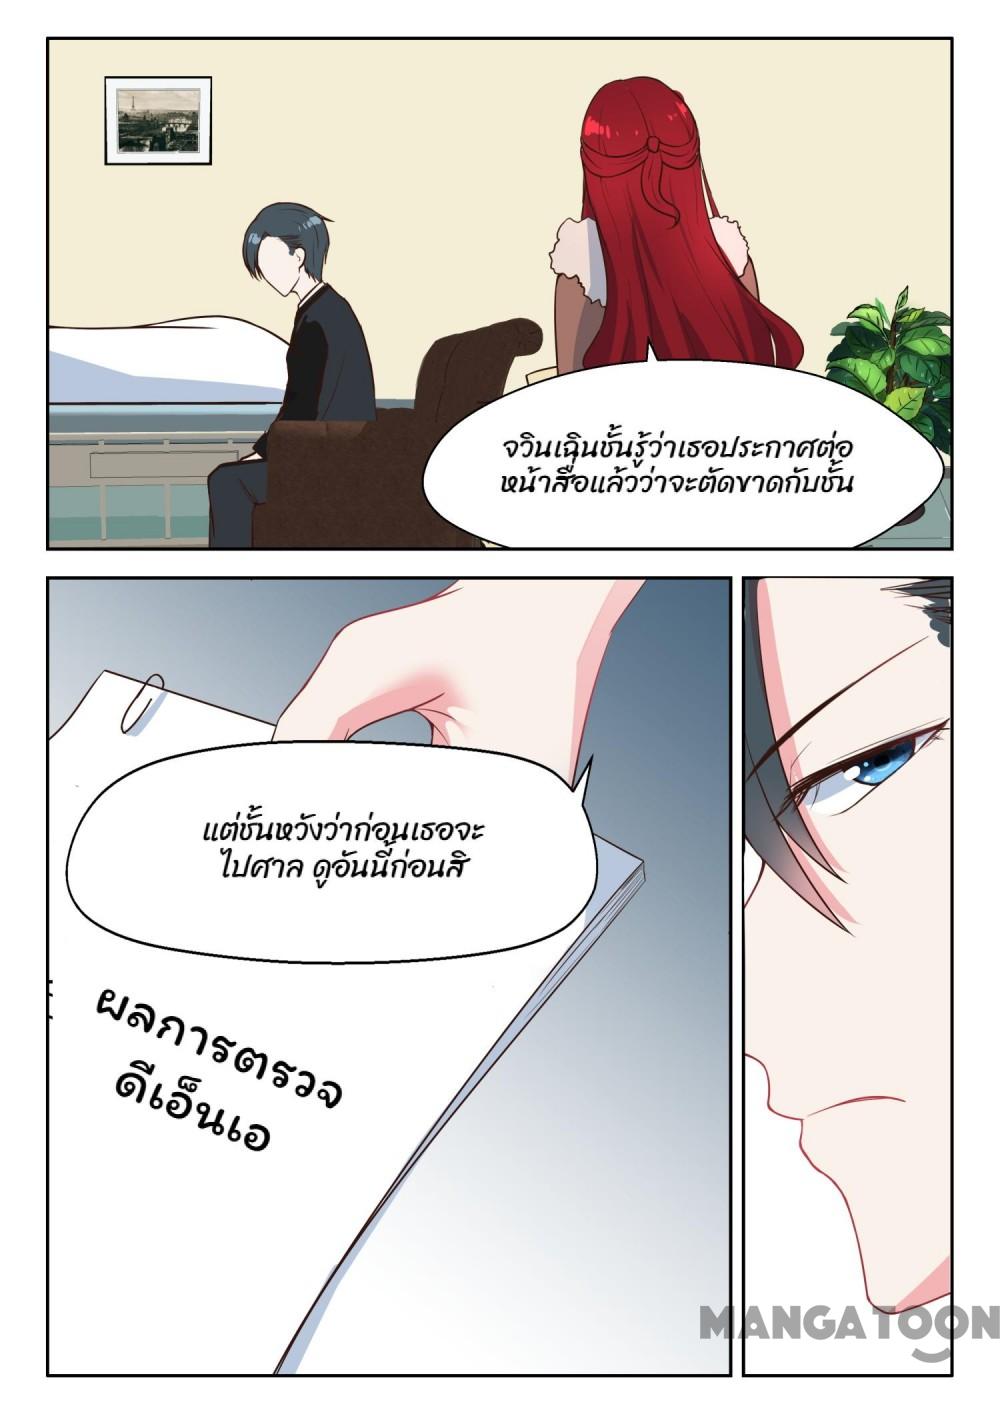 จวินเฉินชั้นรู้ว่าเธอประกาศต่อ
หน้าสื่อแล้วว่าจะตัดขาดกับชั้น
แต่ชั้นหวังว่าก่อนเธอจะ
ไปศาล ดูอันนี้ก่อนสิ
ผลการตรวจ
ดีเอ็นเอ
MANGATOON